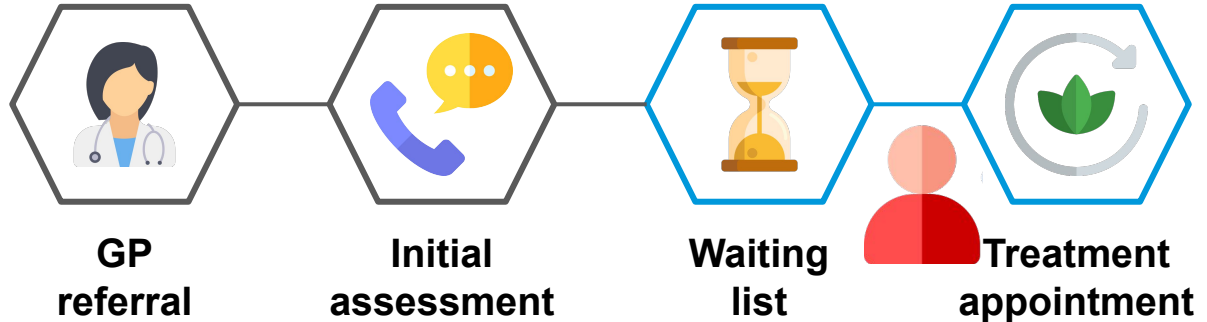 GP
referral
Initial
assessment
Waiting
list
Treatment
appointment